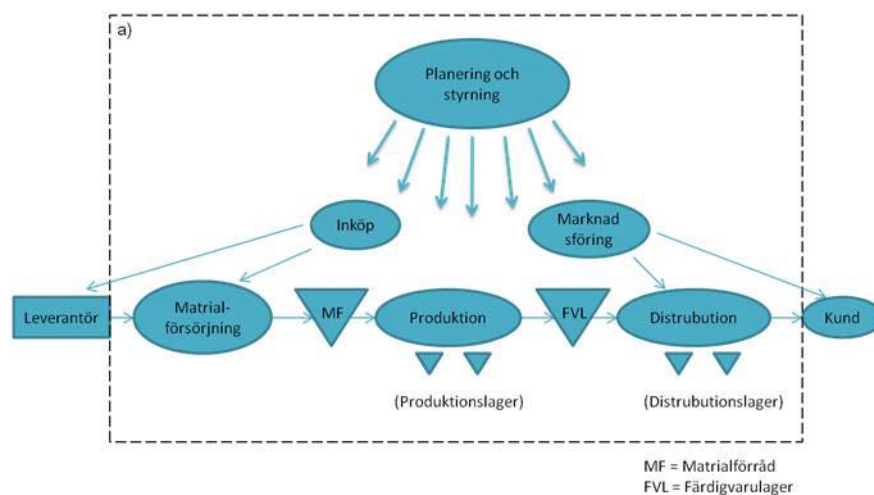 a)
Planering och
styrning
Inköp
Marknad
sföring
Leverantör
Matrial-
försörjning
MF
Produktion
FVL
Distrubution
Kund
(Produktionslager)
(Distrubutionslager)
MF = Matrialförråd
FVL = Färdigvarulager